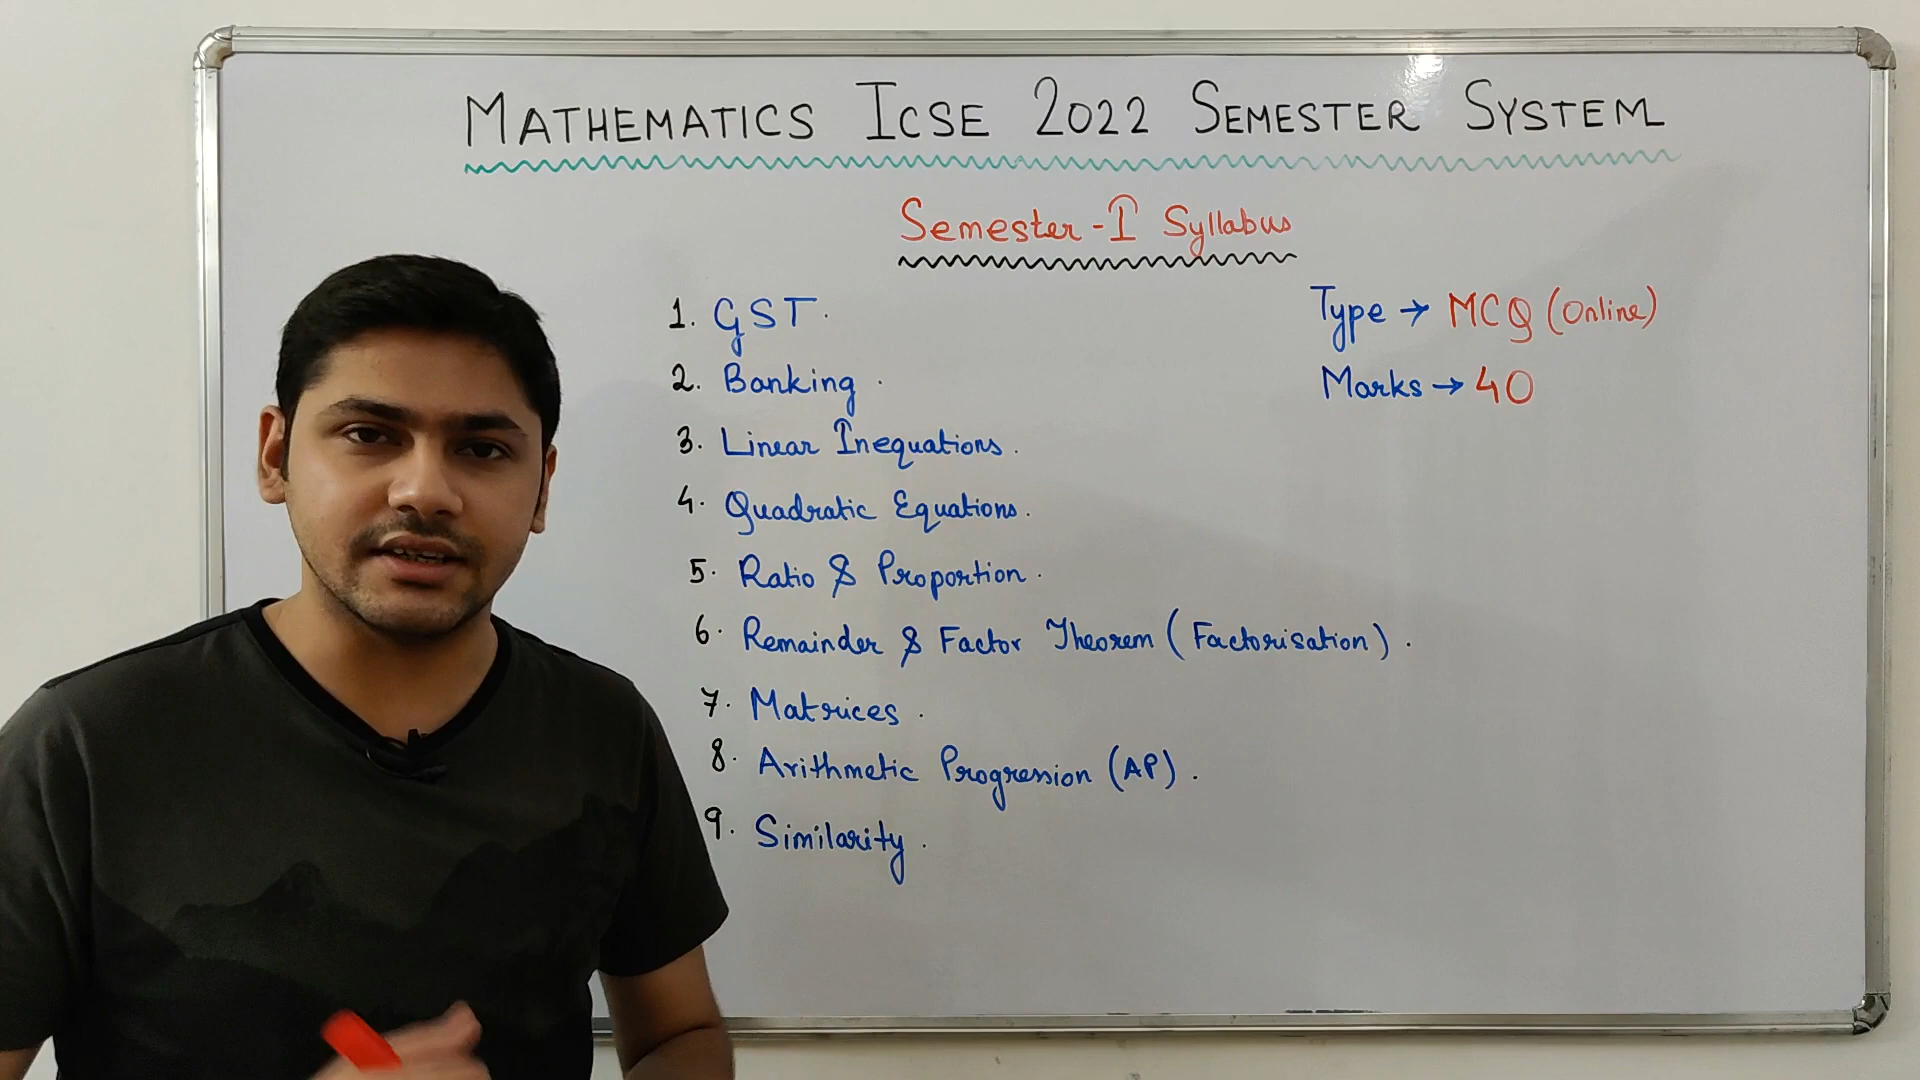 MATHEMATICS ICSE 2022 SEMESTER SYSTEM
Semester-I Syllabus
1. GST.
Type → MCQ (Online)
2. Banking.
Marks → 40
3. Linear Inequations.
4. Quadratic Equations.
5. Ratio & Proportion.
6. Remainder & Factor Theorem (Factorisation).
7. Matrices.
8. Arithmetic Progression (AP).
9. Similarity.